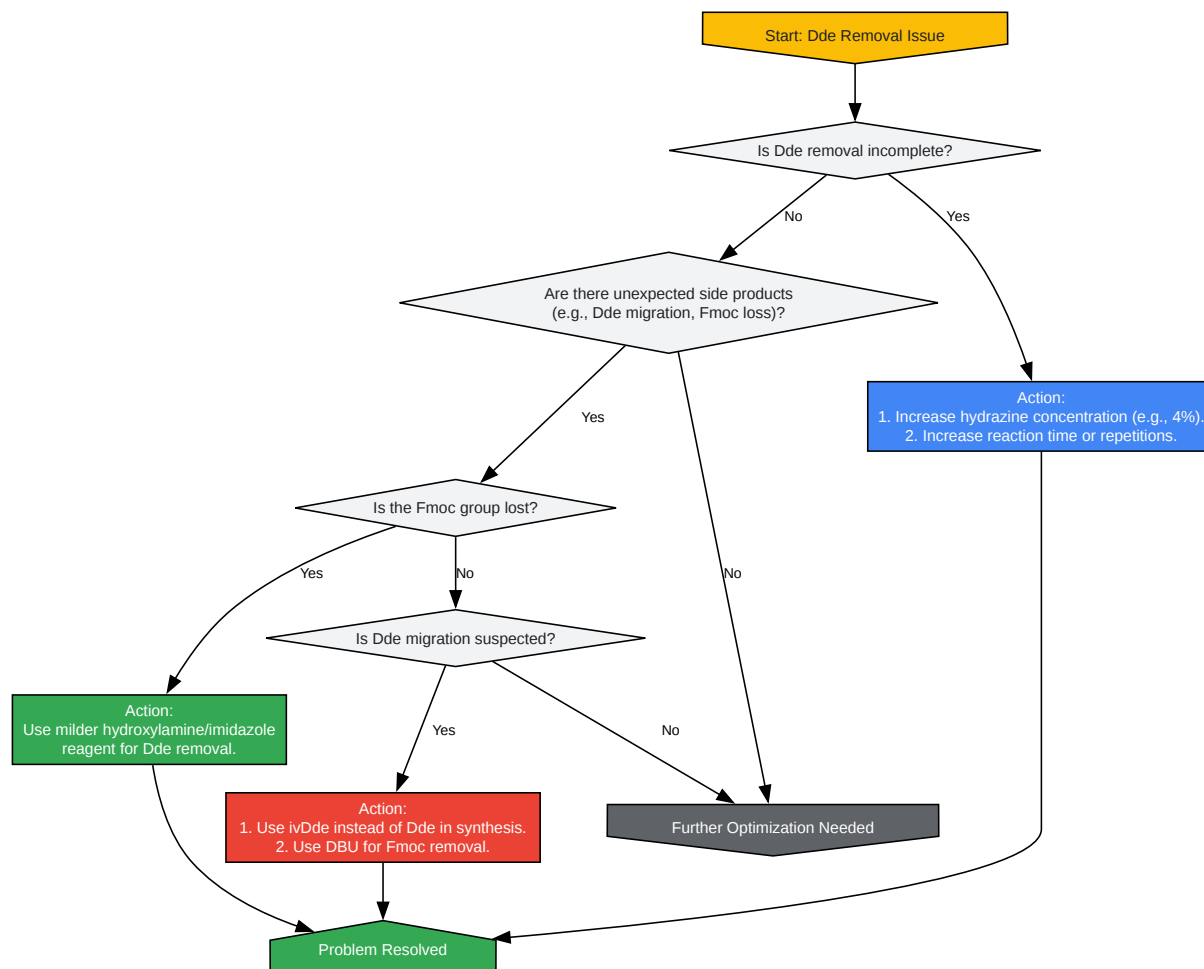 Start: Dde Removal Issue
Is Dde removal incomplete?
No
Yes
Are there unexpected side products
(e.g., Dde migration, Fmoc loss)?
Action:
1. Increase hydrazine concentration (e.g., 4%).
2. Increase reaction time or repetitions.
Yes
No
Is the Fmoc group lost?
Yes
No
Is Dde migration suspected?
Action:
Use milder hydroxylamine/imidazole
reagent for Dde removal.
Yes
No
Action:
1. Use ivDde instead of Dde in synthesis.
2. Use DBU for Fmoc removal.
Further Optimization Needed
Problem Resolved